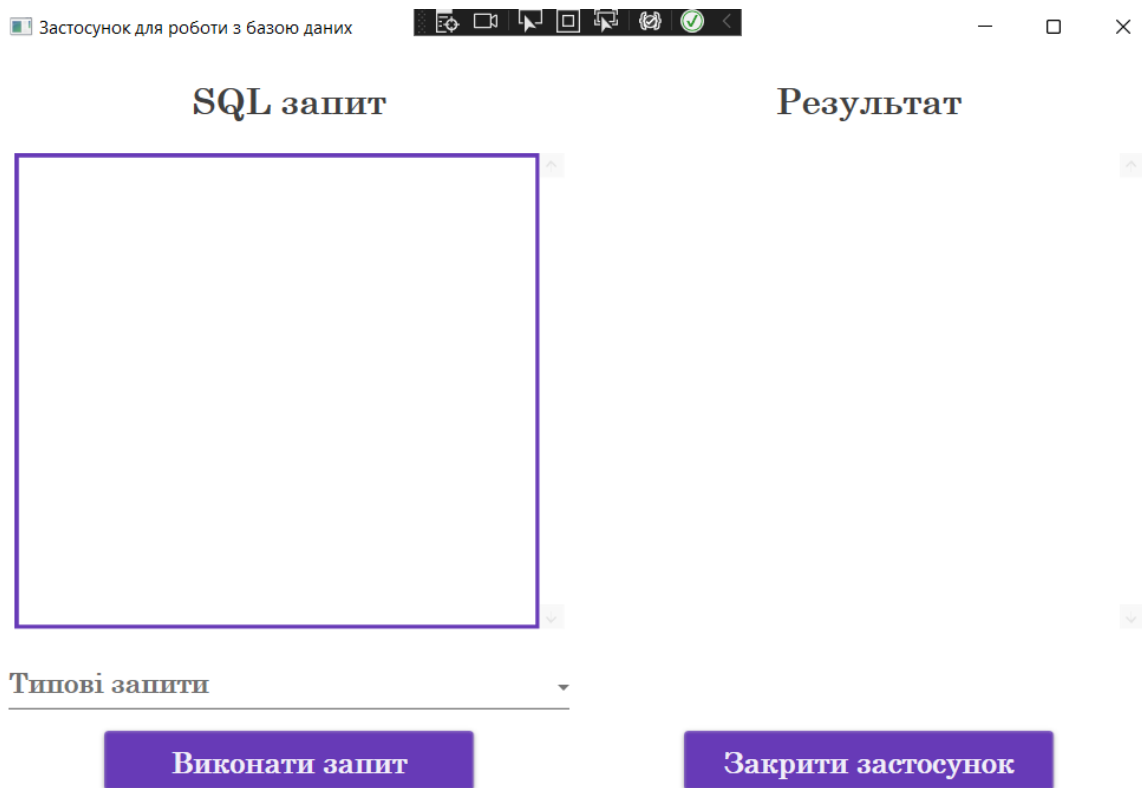 Застосунок для роботи з базою даних
SQL запит
Результат
Типові запити
Виконати запит
Закрити застосунок